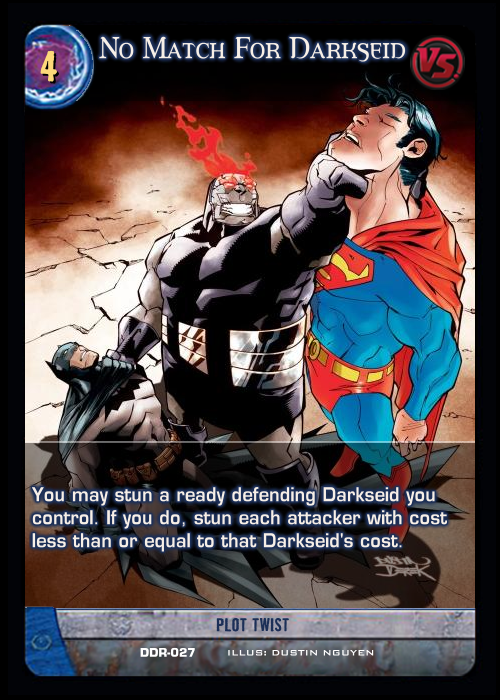 4
No Match For Darkseid
VS
You may stun a ready defending Darkseid you
control. If you do, stun each attacker with cost
less than or equal to that Darkseid's cost.
PLOT TWIST
DDR-027 ILLUS: DUSTIN NGUYEN